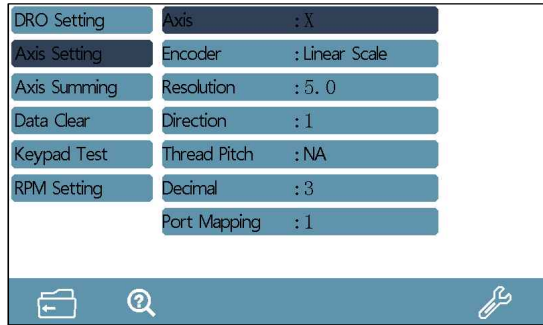 DRO Setting
Axis Setting
Axis Summing
Data Clear
Keypad Test
RPM Setting
Axis : X
Encoder : Linear Scale
Resolution : 5. 0
Direction : 1
Thread Pitch : NA
Decimal : 3
Port Mapping : 1